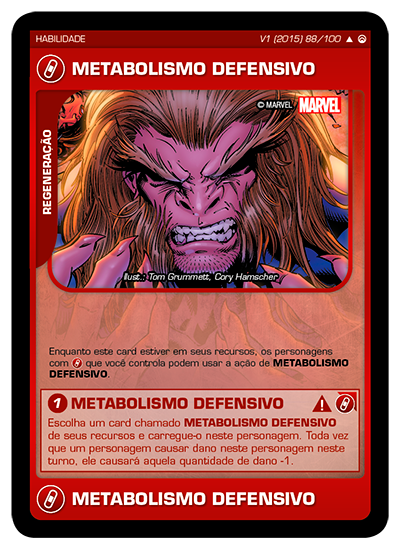 HABILIDADE V1 (2015) 88/100
METABOLISMO DEFENSIVO
© MARVEL MARVEL
REGENERAÇÃO
Illust.: Tom Grummett, Cory Hamscher
Enquanto este card estiver em seus recursos, os personagens
com que você controla podem usar a ação de METABOLISMO
DEFENSIVO.
1 METABOLISMO DEFENSIVO
Escolha um card chamado METABOLISMO DEFENSIVO
de seus recursos e carregue-o neste personagem. Toda vez
que um personagem causar dano neste personagem neste
turno, ele causará aquela quantidade de dano -1.
METABOLISMO DEFENSIVO